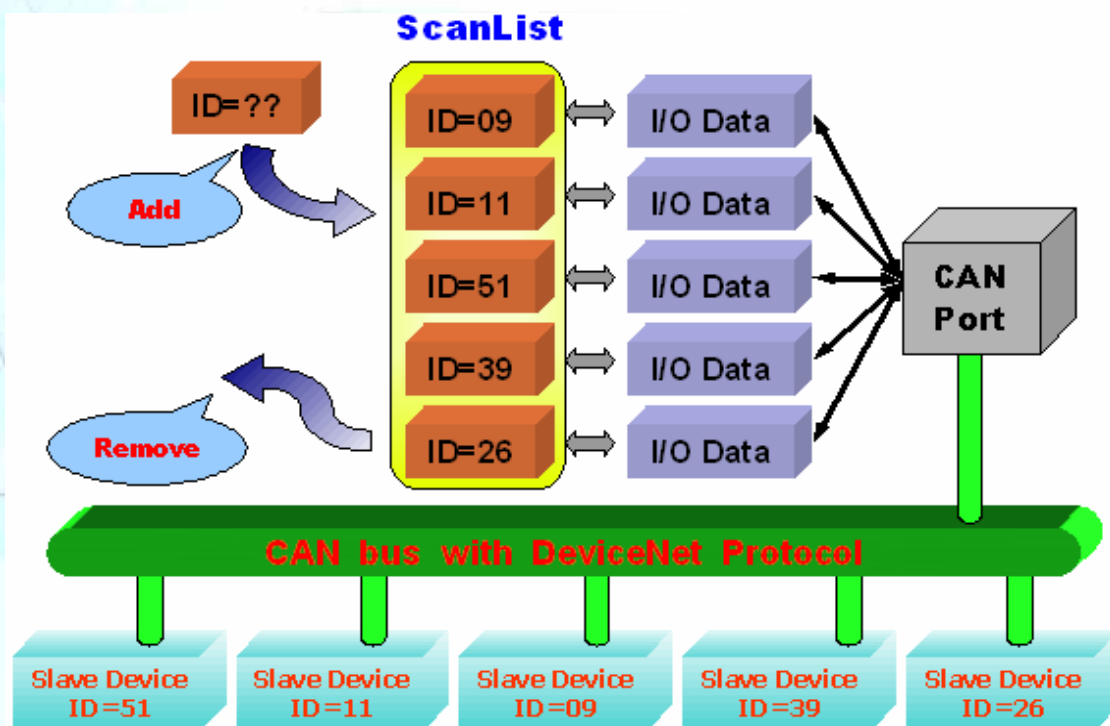 ScanList
ID=??
Add
Remove
ID=09
I/O Data
ID=11
I/O Data
ID=51
I/O Data
ID=39
I/O Data
ID=26
I/O Data
CAN
Port
CAN bus with DeviceNet Protocol
Slave Device
ID=51
Slave Device
ID=11
Slave Device
ID=09
Slave Device
ID=39
Slave Device
ID=26